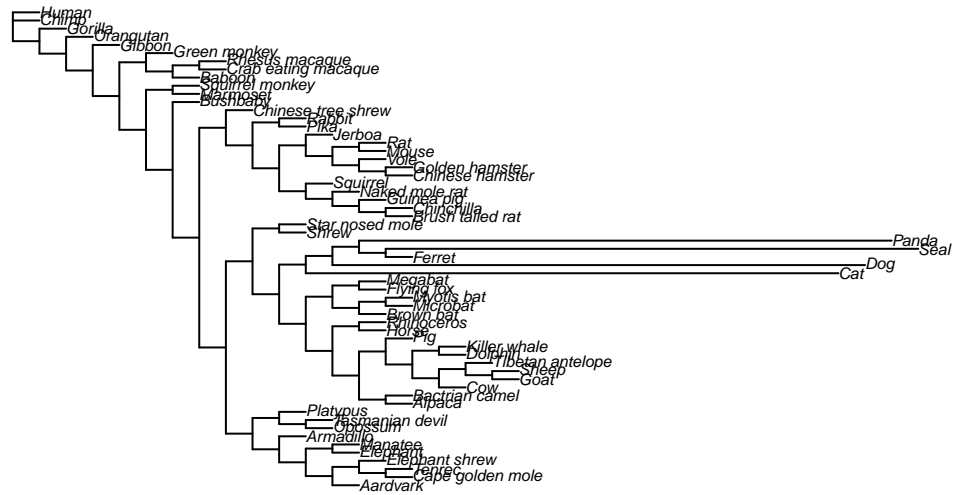 Human
Chimp
Gorilla
Orangutan
Gibbon
Green monkey
Rhesus macaque
Crab eating macaque
Baboon
Squirrel monkey
Marmoset
Bushbaby
Chinese tree shrew
Rabbit
Pika
Jerboa
Rat
Mouse
Vole
Golden hamster
Chinese hamster
Squirrel
Naked mole rat
Guinea pig
Chinchilla
Brush tailed rat
Star nosed mole
Shrew
Panda
Seal
Ferret
Dog
Cat
Megabat
Flying fox
Myotis bat
Microbat
Brown bat
Rhinoceros
Horse
Pig
Killer whale
Dolphin
Tibetan antelope
Sheep
Goat
Cow
Bactrian camel
Alpaca
Platypus
Tasmanian devil
Opossum
Armadillo
Manatee
Elephant
Elephant shrew
Tenrec
Cape golden mole
Aardvark